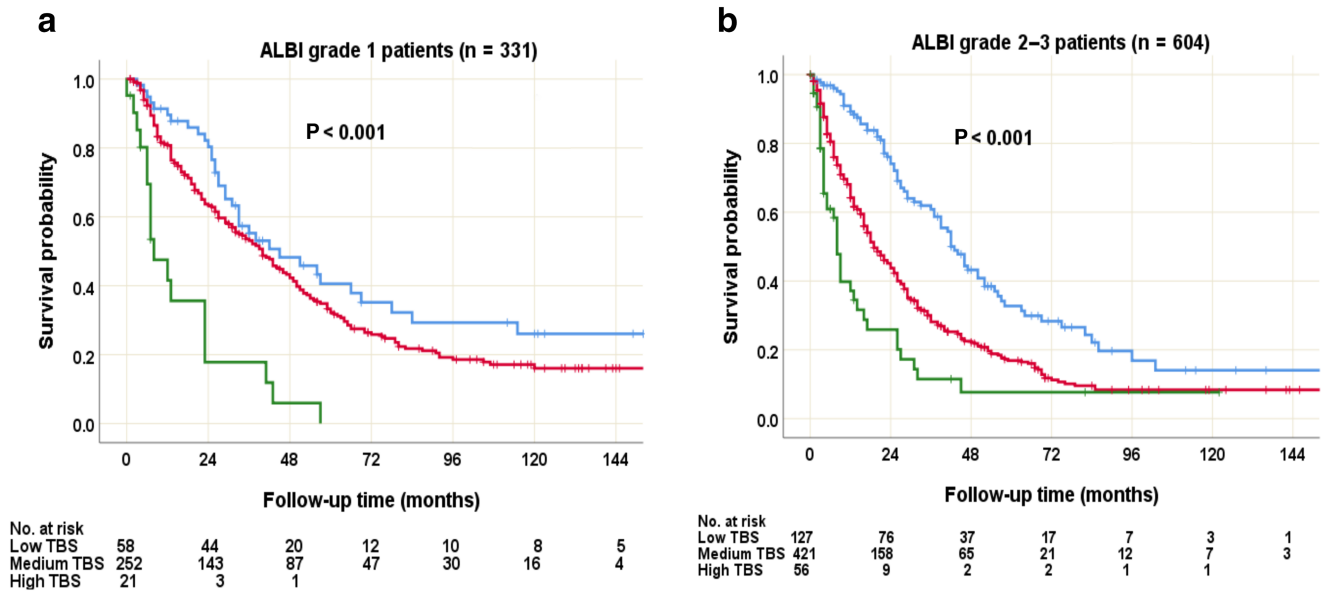 a
ALBI grade 1 patients (n = 331)
1.0
0.8
0.6
0.4
0.2
0.0
Survival probability
P < 0.001
0 24 48 72 96 120 144
Follow-up time (months)
No. at risk
Low TBS 58 44 20 12 10 8 5
Medium TBS 252 143 87 47 30 16 4
High TBS 21 3 1
b
ALBI grade 2–3 patients (n = 604)
1.0
0.8
0.6
0.4
0.2
0.0
Survival probability
P < 0.001
0 24 48 72 96 120 144
Follow-up time (months)
No. at risk
Low TBS 127 76 37 17 7 3 1
Medium TBS 421 158 65 21 12 7 3
High TBS 56 9 2 2 1 1